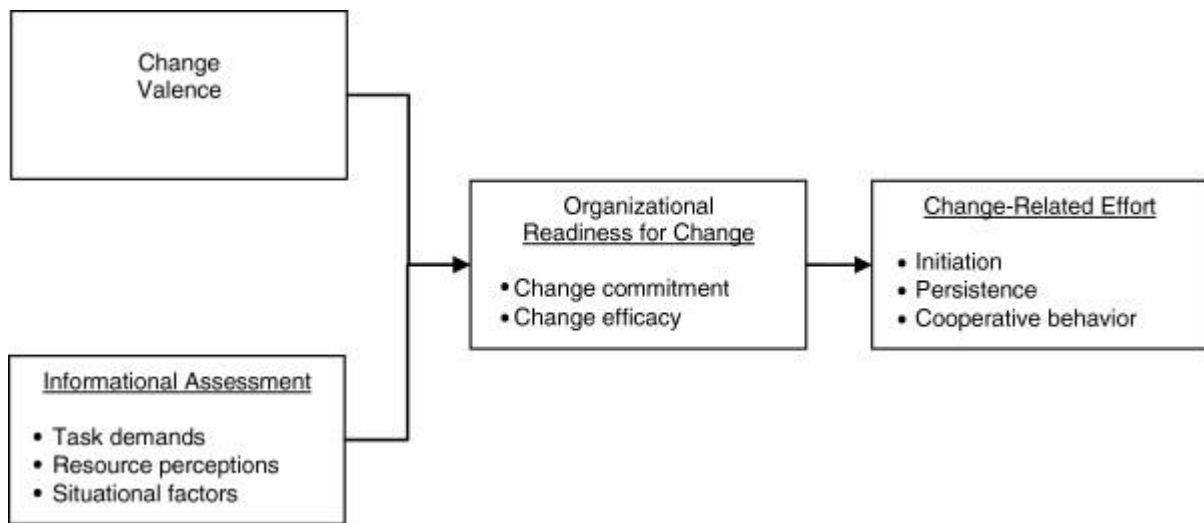 Change
Valence
Organizational
Readiness for Change
• Change commitment
• Change efficacy
Change-Related Effort
• Initiation
• Persistence
• Cooperative behavior
Informational Assessment
• Task demands
• Resource perceptions
• Situational factors